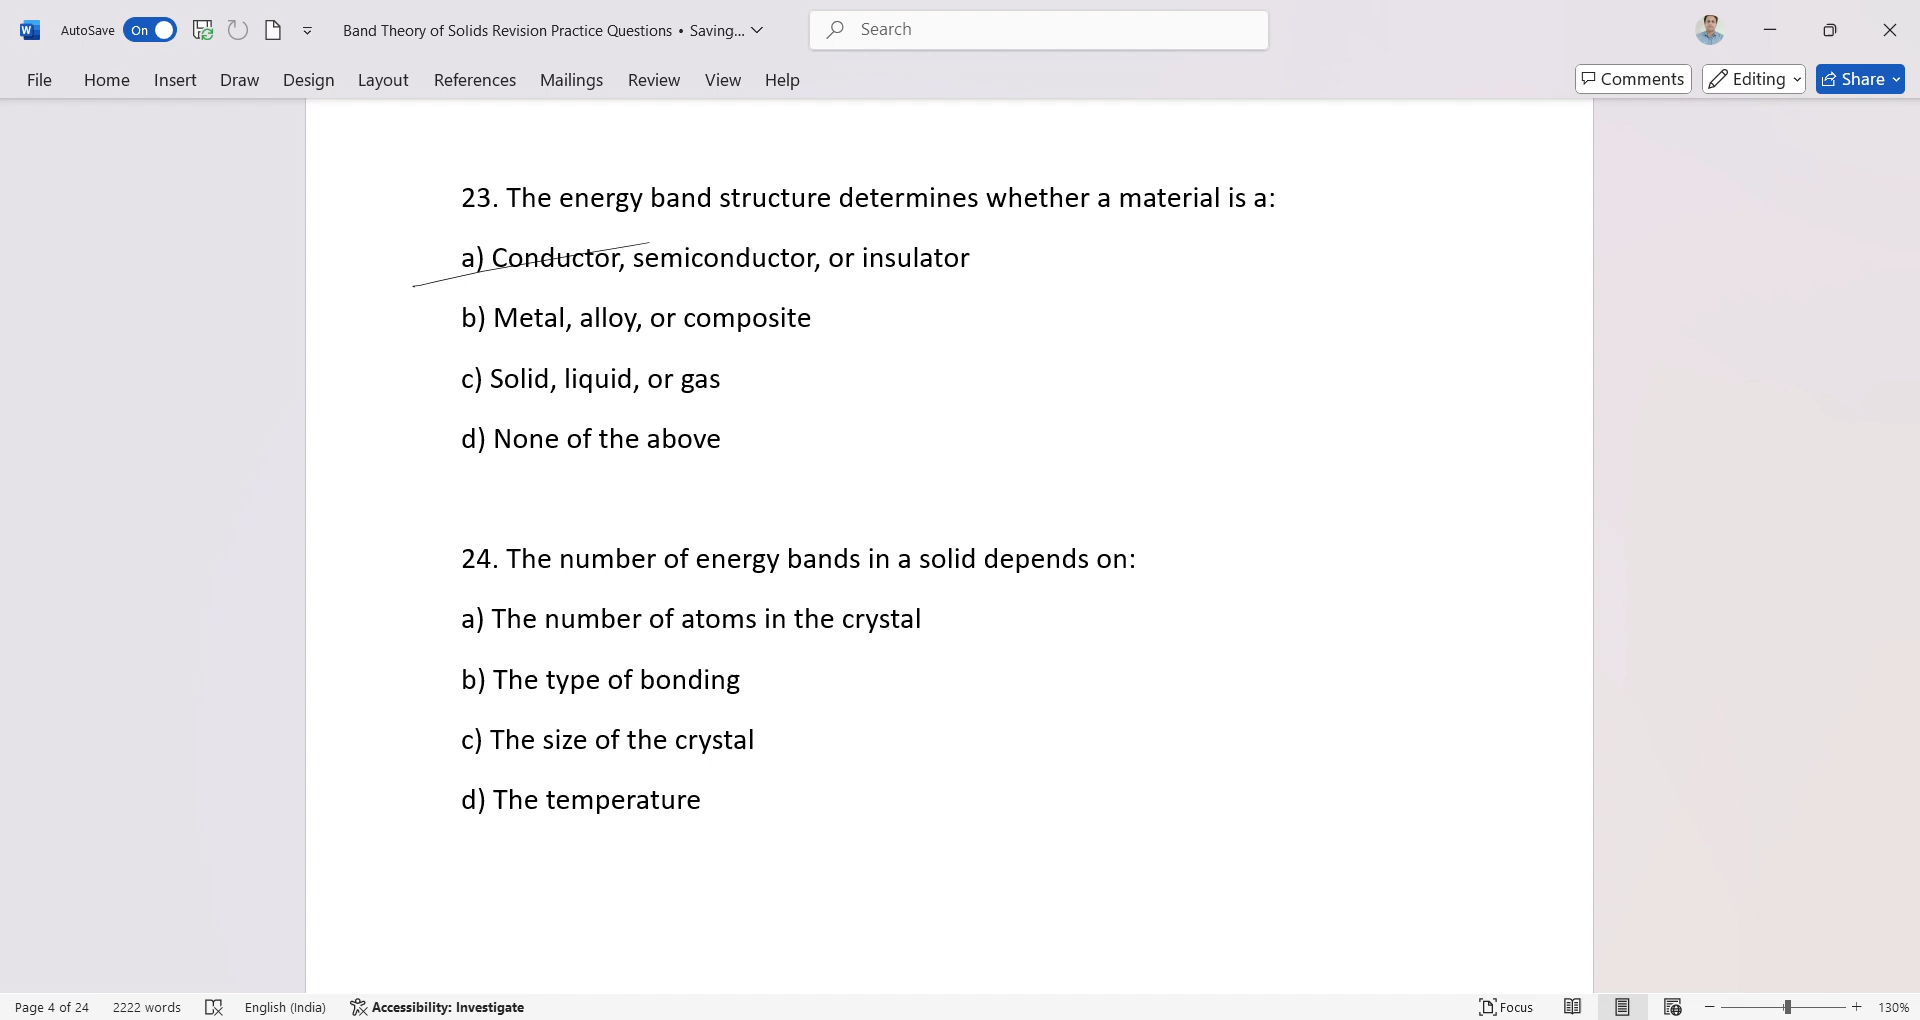 AutoSave On Band Theory of Solids Revision Practice Questions • Saving... Search
File Home Insert Draw Design Layout References Mailings Review View Help Comments Editing Share
23. The energy band structure determines whether a material is a:
a) Conductor, semiconductor, or insulator
b) Metal, alloy, or composite
c) Solid, liquid, or gas
d) None of the above
24. The number of energy bands in a solid depends on:
a) The number of atoms in the crystal
b) The type of bonding
c) The size of the crystal
d) The temperature
Page 4 of 24 2222 words English (India) Accessibility: Investigate Focus 130%